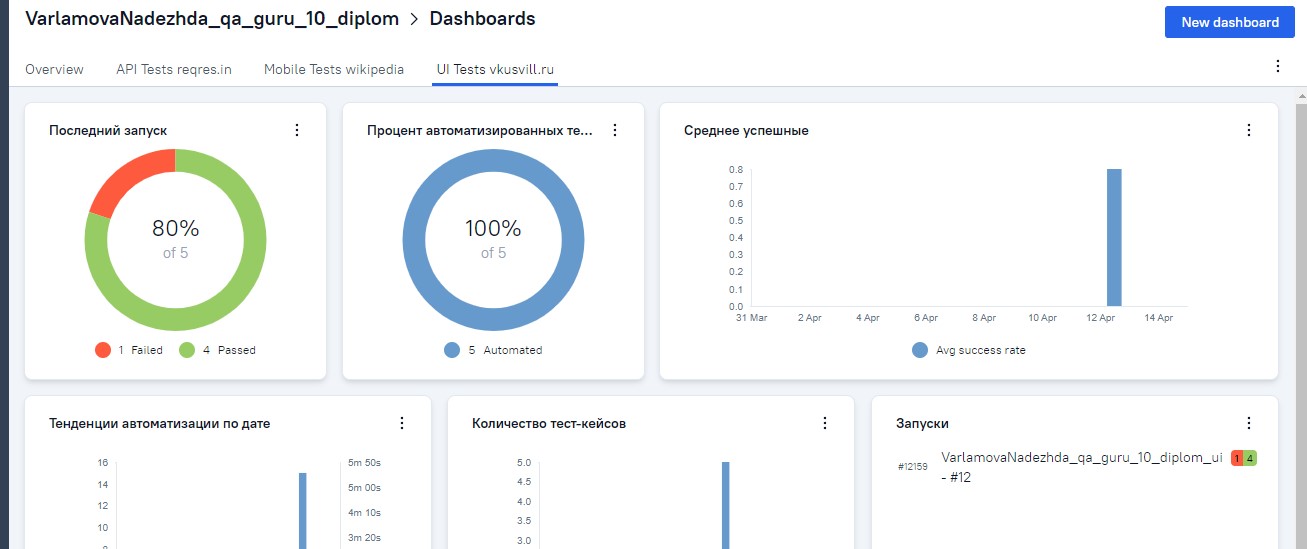 VarlamovaNadezhda_qa_guru_10_diplom > Dashboards
New dashboard
Overview
API Tests reqres.in
Mobile Tests wikipedia
UI Tests vkusvill.ru
Последний запуск
80%
of 5
1 Failed
4 Passed
Процент автоматизированных те...
100%
of 5
5 Automated
Среднее успешные
0.8
0.7
0.6
0.5
0.4
0.3
0.2
0.1
0.0
31 Mar
2 Apr
4 Apr
6 Apr
8 Apr
10 Apr
12 Apr
14 Apr
Avg success rate
Тенденции автоматизации по дате
16
14
12
10
8
5m 50s
5m 00s
4m 10s
3m 20s
Количество тест-кейсов
5.0
4.5
4.0
3.5
3.0
Запуски
#12159
VarlamovaNadezhda_qa_guru_10_diplom_ui
- #12
1 4